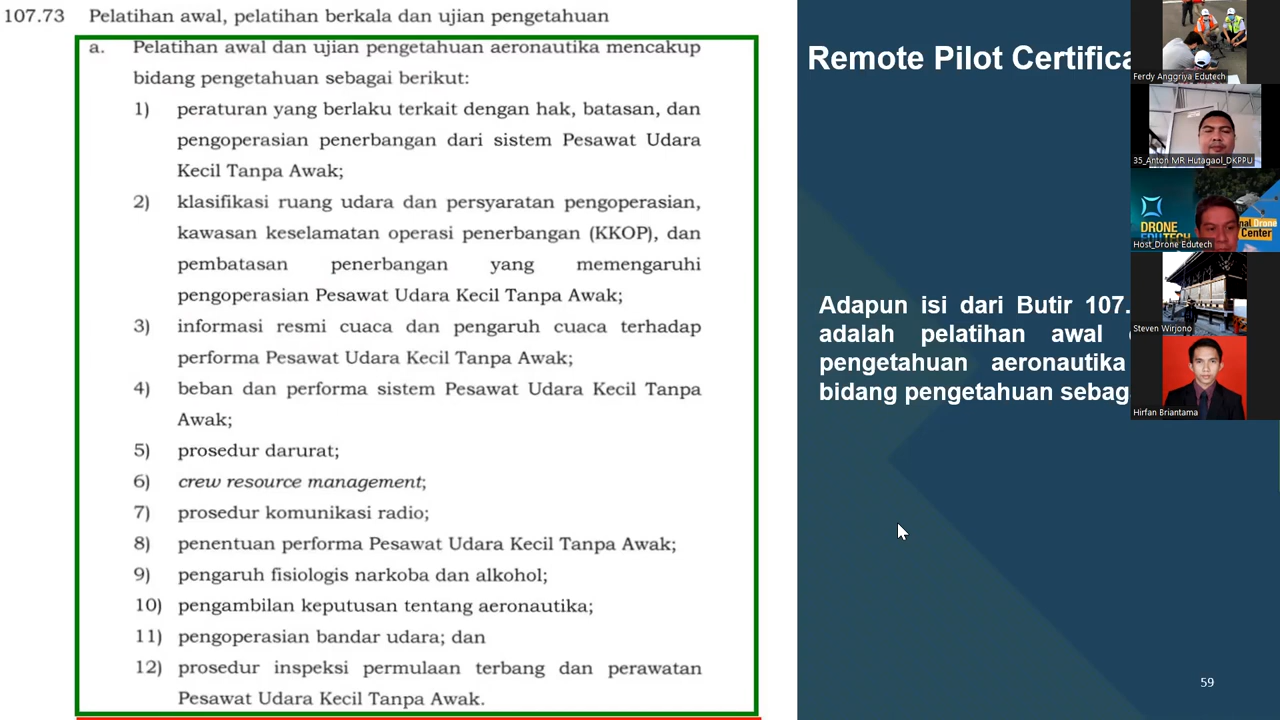 107.73 Pelatihan awal, pelatihan berkala dan ujian pengetahuan
a. Pelatihan awal dan ujian pengetahuan aeronautika mencakup
bidang pengetahuan sebagai berikut:
1) peraturan yang berlaku terkait dengan hak, batasan, dan
pengoperasian penerbangan dari sistem Pesawat Udara
Kecil Tanpa Awak;
2) klasifikasi ruang udara dan persyaratan pengoperasian,
kawasan keselamatan operasi penerbangan (KKOP), dan
pembatasan penerbangan yang memengaruhi
pengoperasian Pesawat Udara Kecil Tanpa Awak;
3) informasi resmi cuaca dan pengaruh cuaca terhadap
performa Pesawat Udara Kecil Tanpa Awak;
4) beban dan performa sistem Pesawat Udara Kecil Tanpa
Awak;
5) prosedur darurat;
6) crew resource management;
7) prosedur komunikasi radio;
8) penentuan performa Pesawat Udara Kecil Tanpa Awak;
9) pengaruh fisiologis narkoba dan alkohol;
10) pengambilan keputusan tentang aeronautika;
11) pengoperasian bandar udara; dan
12) prosedur inspeksi permulaan terbang dan perawatan
Pesawat Udara Kecil Tanpa Awak.
Remote Pilot Certifica
Adapun isi dari Butir 107.
adalah pelatihan awal
pengetahuan aeronautika
bidang pengetahuan sebag
59
Ferdy Anggriya Edutech
35_Anton MR Hutagaol_DKPPU
DRONE
EDUTECH
nal Drone
Center
Host_Drone Edutech
Steven Wirjono
Hirfan Briantama